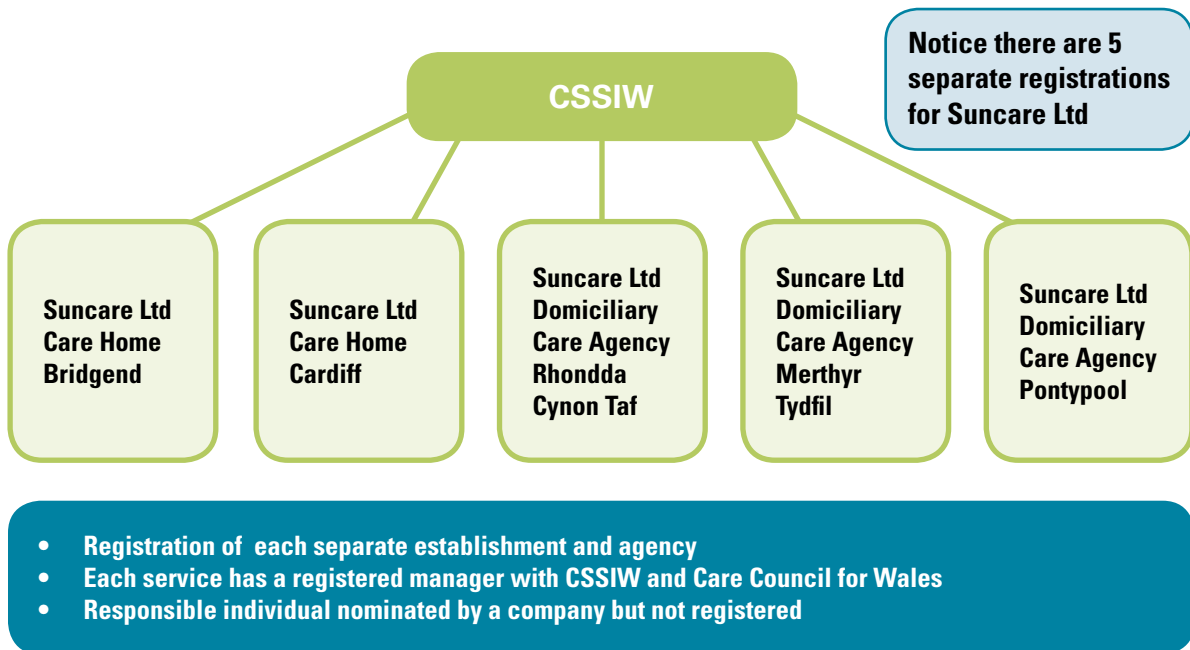 Notice there are 5
separate registrations
for Suncare Ltd
CSSIW
Suncare Ltd
Care Home
Bridgend
Suncare Ltd
Care Home
Cardiff
Suncare Ltd
Domiciliary
Care Agency
Rhondda
Cynon Taf
Suncare Ltd
Domiciliary
Care Agency
Merthyr
Tydfil
Suncare Ltd
Domiciliary
Care Agency
Pontypool
• Registration of each separate establishment and agency
• Each service has a registered manager with CSSIW and Care Council for Wales
• Responsible individual nominated by a company but not registered